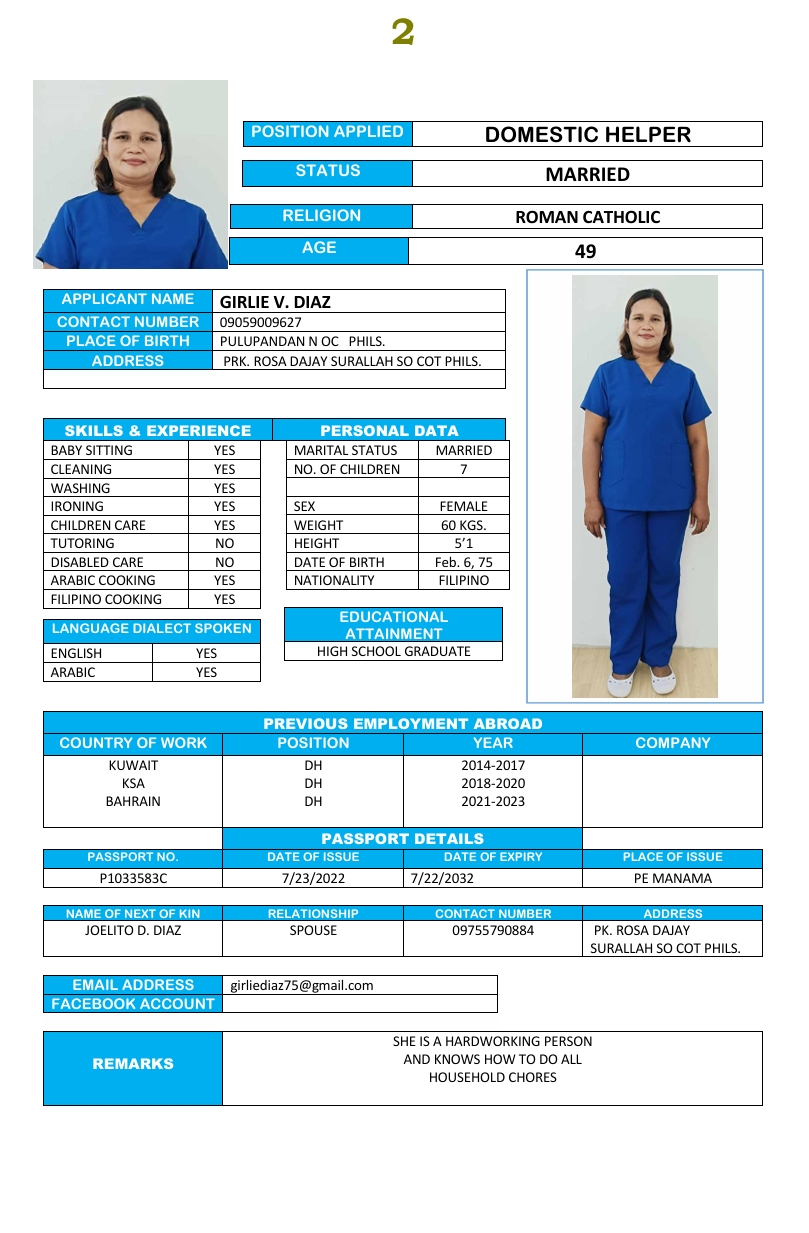 2
POSITION APPLIED DOMESTIC HELPER
STATUS MARRIED
RELIGION ROMAN CATHOLIC
AGE 49
APPLICANT NAME GIRLIE V. DIAZ
CONTACT NUMBER 09059009627
PLACE OF BIRTH PULUPANDAN N OC PHILS.
ADDRESS PRK. ROSA DAJAY SURALLAH SO COT PHILS.
SKILLS & EXPERIENCE
BABY SITTING YES
CLEANING YES
WASHING YES
IRONING YES
CHILDREN CARE YES
TUTORING NO
DISABLED CARE NO
ARABIC COOKING YES
FILIPINO COOKING YES
LANGUAGE DIALECT SPOKEN
ENGLISH YES
ARABIC YES
PERSONAL DATA
MARITAL STATUS MARRIED
NO. OF CHILDREN 7
SEX FEMALE
WEIGHT 60 KGS.
HEIGHT 5’1
DATE OF BIRTH Feb. 6, 75
NATIONALITY FILIPINO
EDUCATIONAL
ATTAINMENT
HIGH SCHOOL GRADUATE
PREVIOUS EMPLOYMENT ABROAD
COUNTRY OF WORK POSITION YEAR COMPANY
KUWAIT DH 2014-2017
KSA DH 2018-2020
BAHRAIN DH 2021-2023
PASSPORT DETAILS
PASSPORT NO. DATE OF ISSUE DATE OF EXPIRY PLACE OF ISSUE
P1033583C 7/23/2022 7/22/2032 PE MANAMA
NAME OF NEXT OF KIN RELATIONSHIP CONTACT NUMBER ADDRESS
JOELITO D. DIAZ SPOUSE 09755790884 PK. ROSA DAJAY
SURALLAH SO COT PHILS.
EMAIL ADDRESS girliediaz75@gmail.com
FACEBOOK ACCOUNT
REMARKS
SHE IS A HARDWORKING PERSON
AND KNOWS HOW TO DO ALL
HOUSEHOLD CHORES